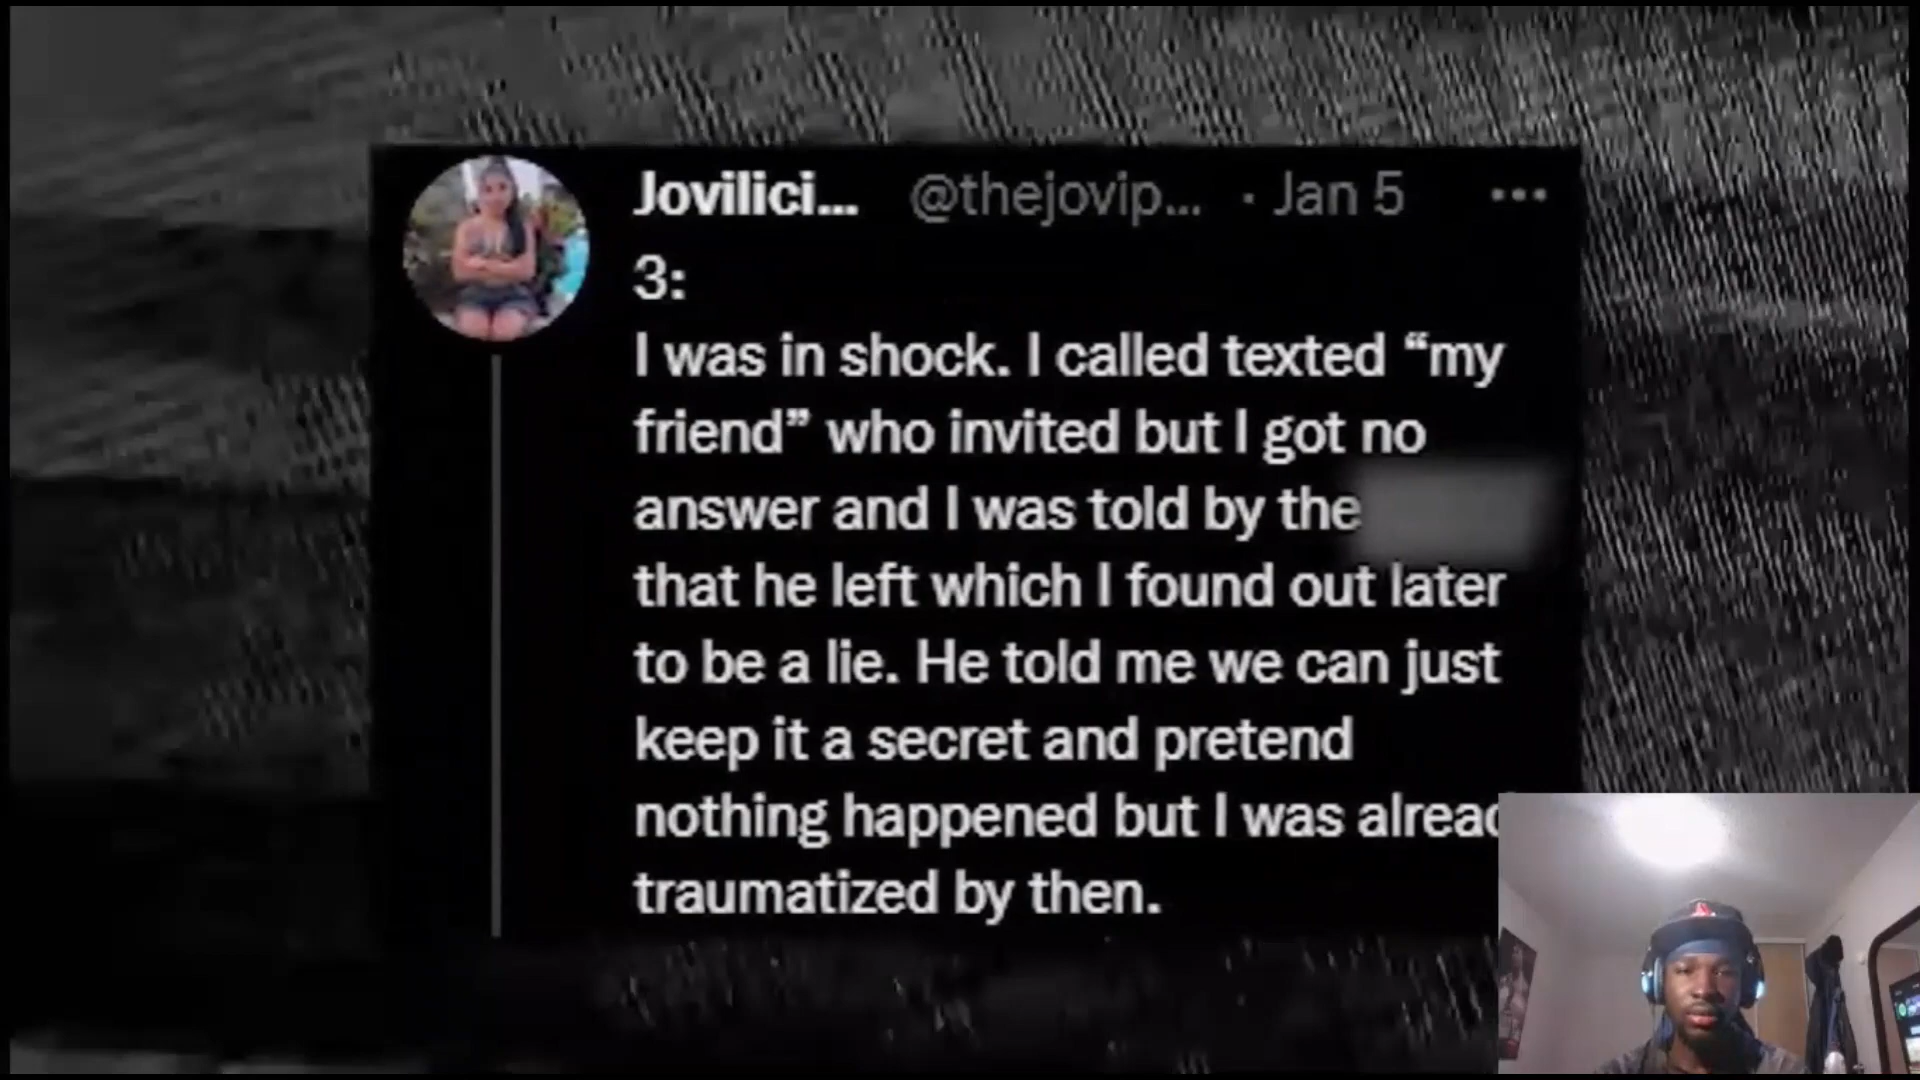 Jovilici... @thejovip... · Jan 5 ...
3:
I was in shock. I called texted “my
friend” who invited but I got no
answer and I was told by the
that he left which I found out later
to be a lie. He told me we can just
keep it a secret and pretend
nothing happened but I was alread
traumatized by then.